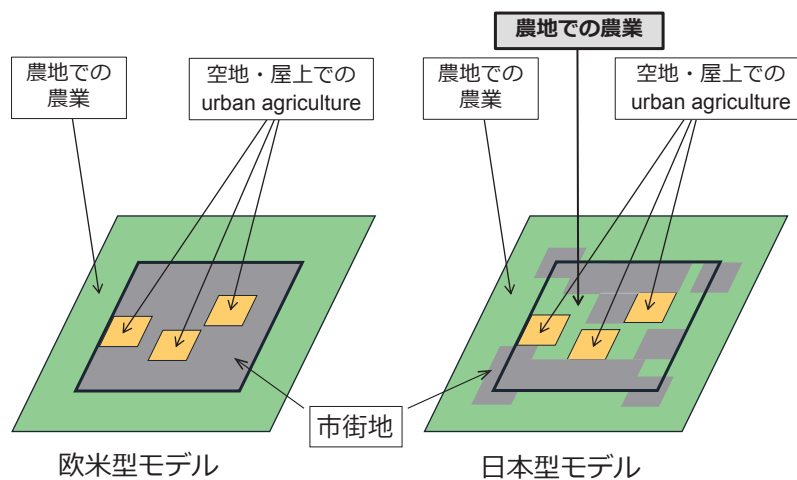 農地での農業
農地での
農業
空地・屋上での
urban agriculture
農地での
農業
空地・屋上での
urban agriculture
市街地
欧米型モデル
日本型モデル